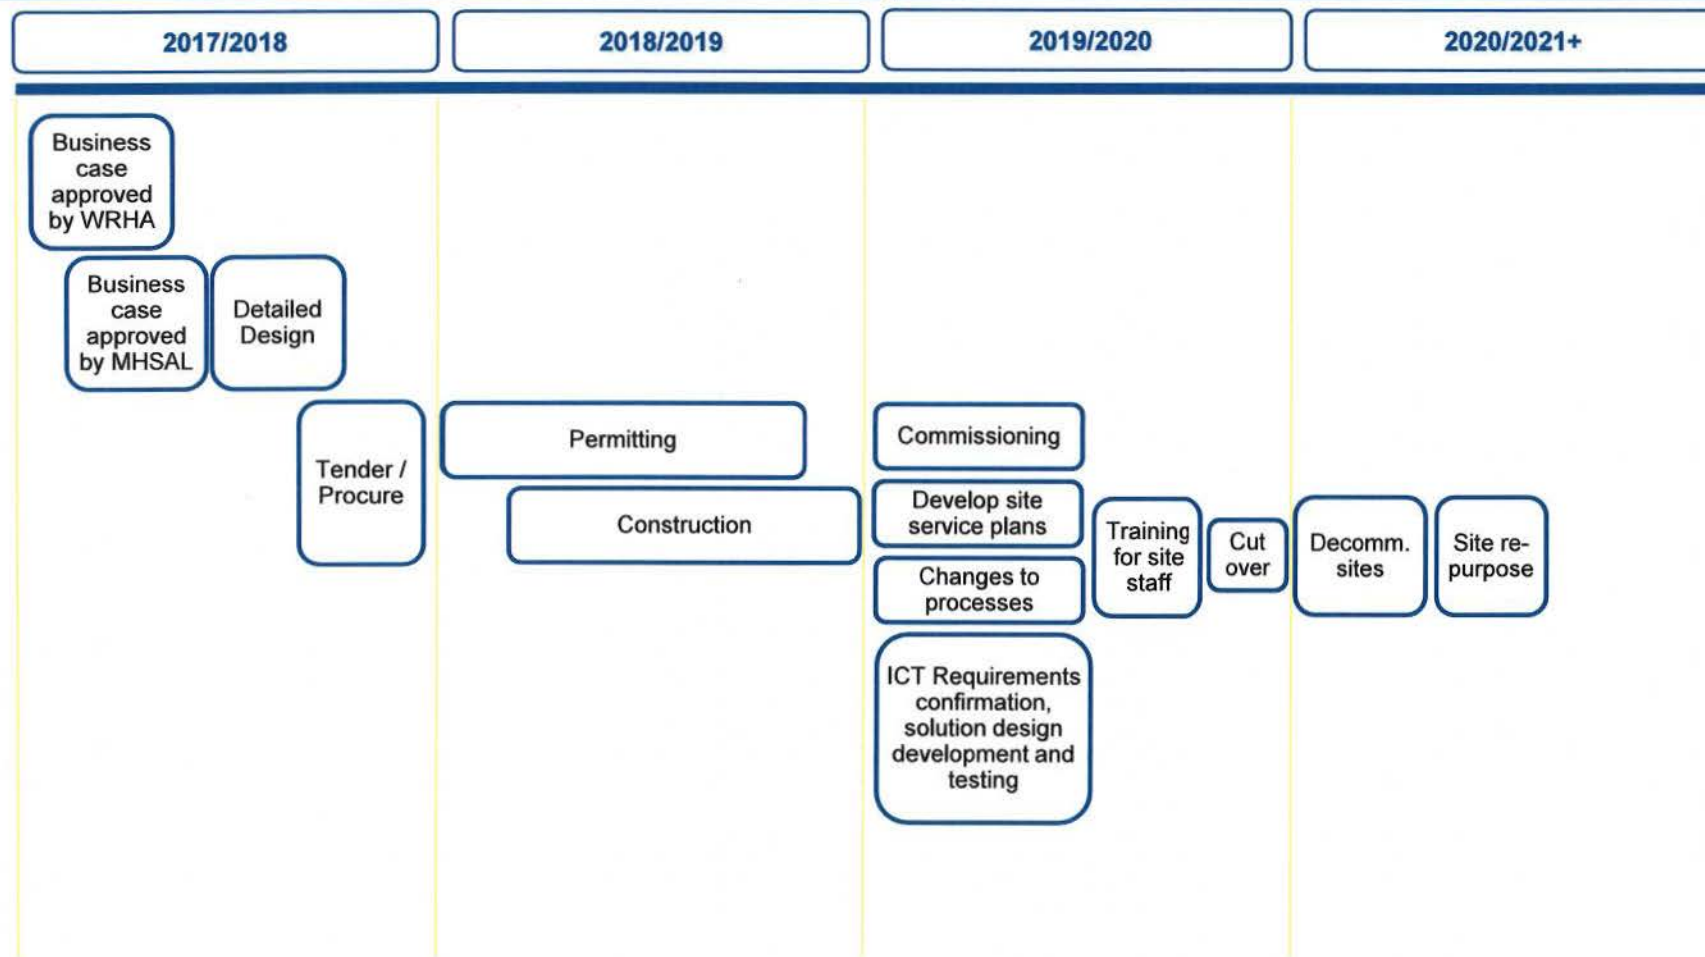 2017/2018
2018/2019
2019/2020
2020/2021+
Business
case
approved
by WRHA
Business
case
approved
by MHSAL
Detailed
Design
Tender /
Procure
Permitting
Construction
Commissioning
Develop site
service plans
Changes to
processes
ICT Requirements
confirmation,
solution design
development and
testing
Training
for site
staff
Cut
over
Decomm.
sites
Site re-
purpose